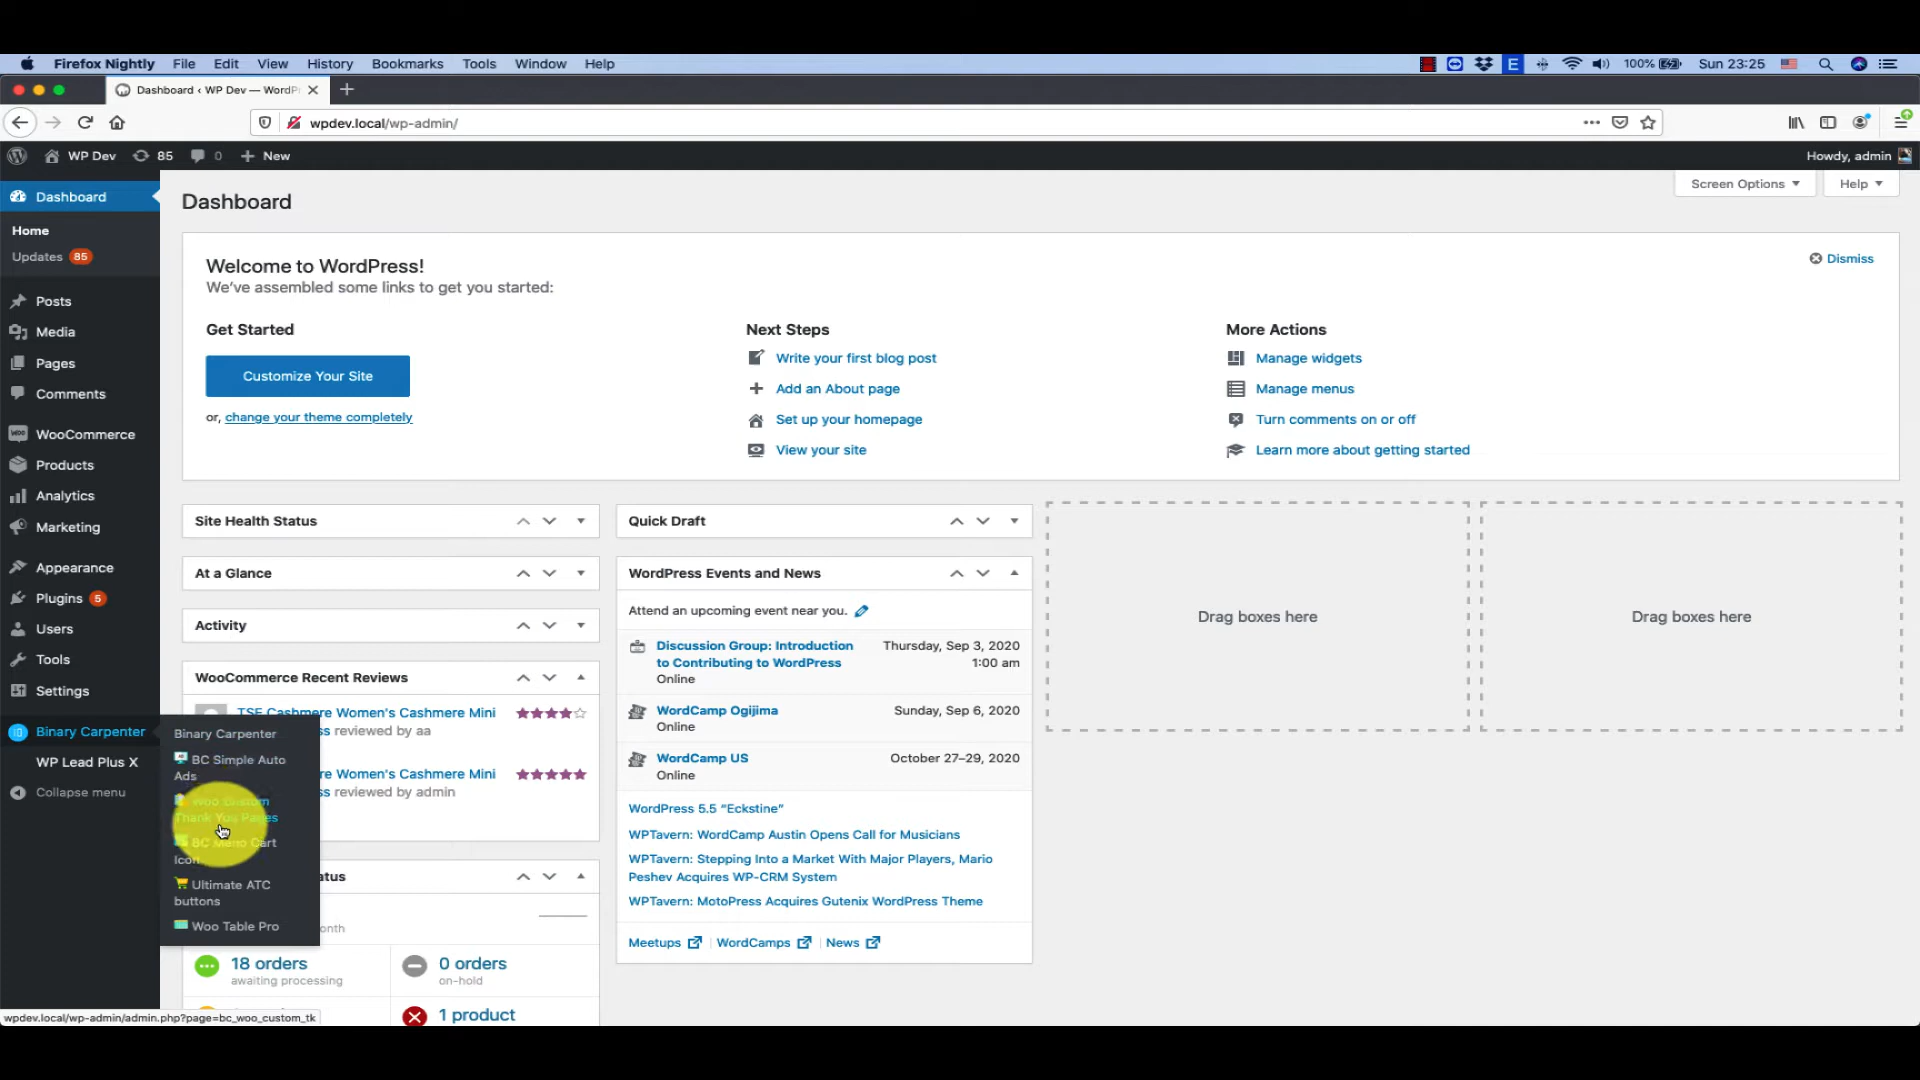 Firefox Nightly File Edit View History Bookmarks Tools Window Help
E 100% Sun 23:25
Dashboard ‹ WP Dev — WordPr
wpdev.local/wp-admin/
WP Dev 85 0 + New
Howdy, admin
Screen Options Help
Dashboard
Home
Updates 85
Posts
Media
Pages
Comments
WooCommerce
Products
Analytics
Marketing
Appearance
Plugins 5
Users
Tools
Settings
Binary Carpenter
WP Lead Plus X
Collapse menu
Binary Carpenter
BC Simple Auto
Ads
Woo Custom
Thank You Pages
BC Menu Cart
Icon
Ultimate ATC
buttons
Woo Table Pro
Dashboard
Welcome to WordPress!
We've assembled some links to get you started:
Dismiss
Get Started
Customize Your Site
or, change your theme completely
Next Steps
Write your first blog post
Add an About page
Set up your homepage
View your site
More Actions
Manage widgets
Manage menus
Turn comments on or off
Learn more about getting started
Site Health Status
At a Glance
Activity
WooCommerce Recent Reviews
TSE Cashmere Women's Cashmere Mini
ss reviewed by aa
re Women's Cashmere Mini
ss reviewed by admin
tatus
onth
18 orders
awaiting processing
0 orders
on-hold
1 product
Quick Draft
WordPress Events and News
Attend an upcoming event near you.
Discussion Group: Introduction
to Contributing to WordPress
Online
Thursday, Sep 3, 2020
1:00 am
WordCamp Ogijima
Online
Sunday, Sep 6, 2020
WordCamp US
Online
October 27–29, 2020
WordPress 5.5 “Eckstine”
WPTavern: WordCamp Austin Opens Call for Musicians
WPTavern: Stepping Into a Market With Major Players, Mario
Peshev Acquires WP-CRM System
WPTavern: MotoPress Acquires Gutenix WordPress Theme
Meetups | WordCamps | News
Drag boxes here
Drag boxes here
wpdev.local/wp-admin/admin.php?page=bc_woo_custom_tk